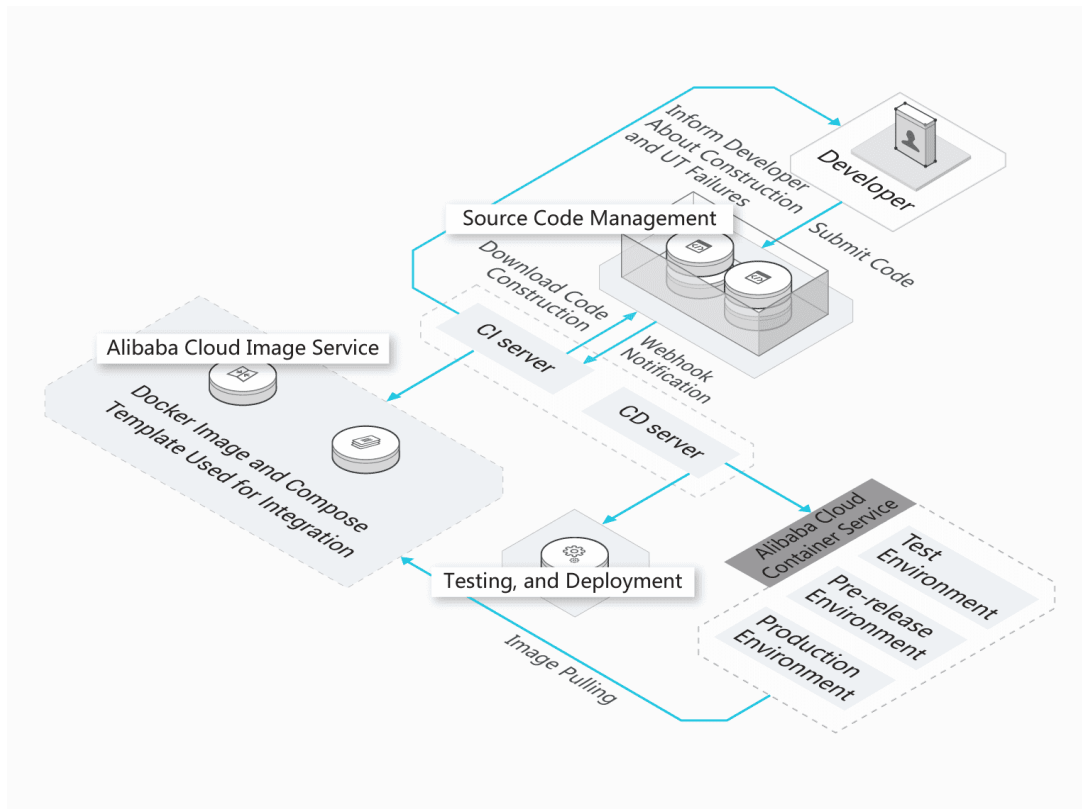 Inform Developer
About Construction
and UT Failures
Developer
Submit Code
Source Code Management
Download Code
Construction
Webhook
Notification
CI server
CD server
Alibaba Cloud Image Service
Docker Image and Compose
Template Used for Integration
Testing, and Deployment
Image Pulling
Alibaba Cloud
Container Service
Test
Environment
Pre-release
Environment
Production
Environment